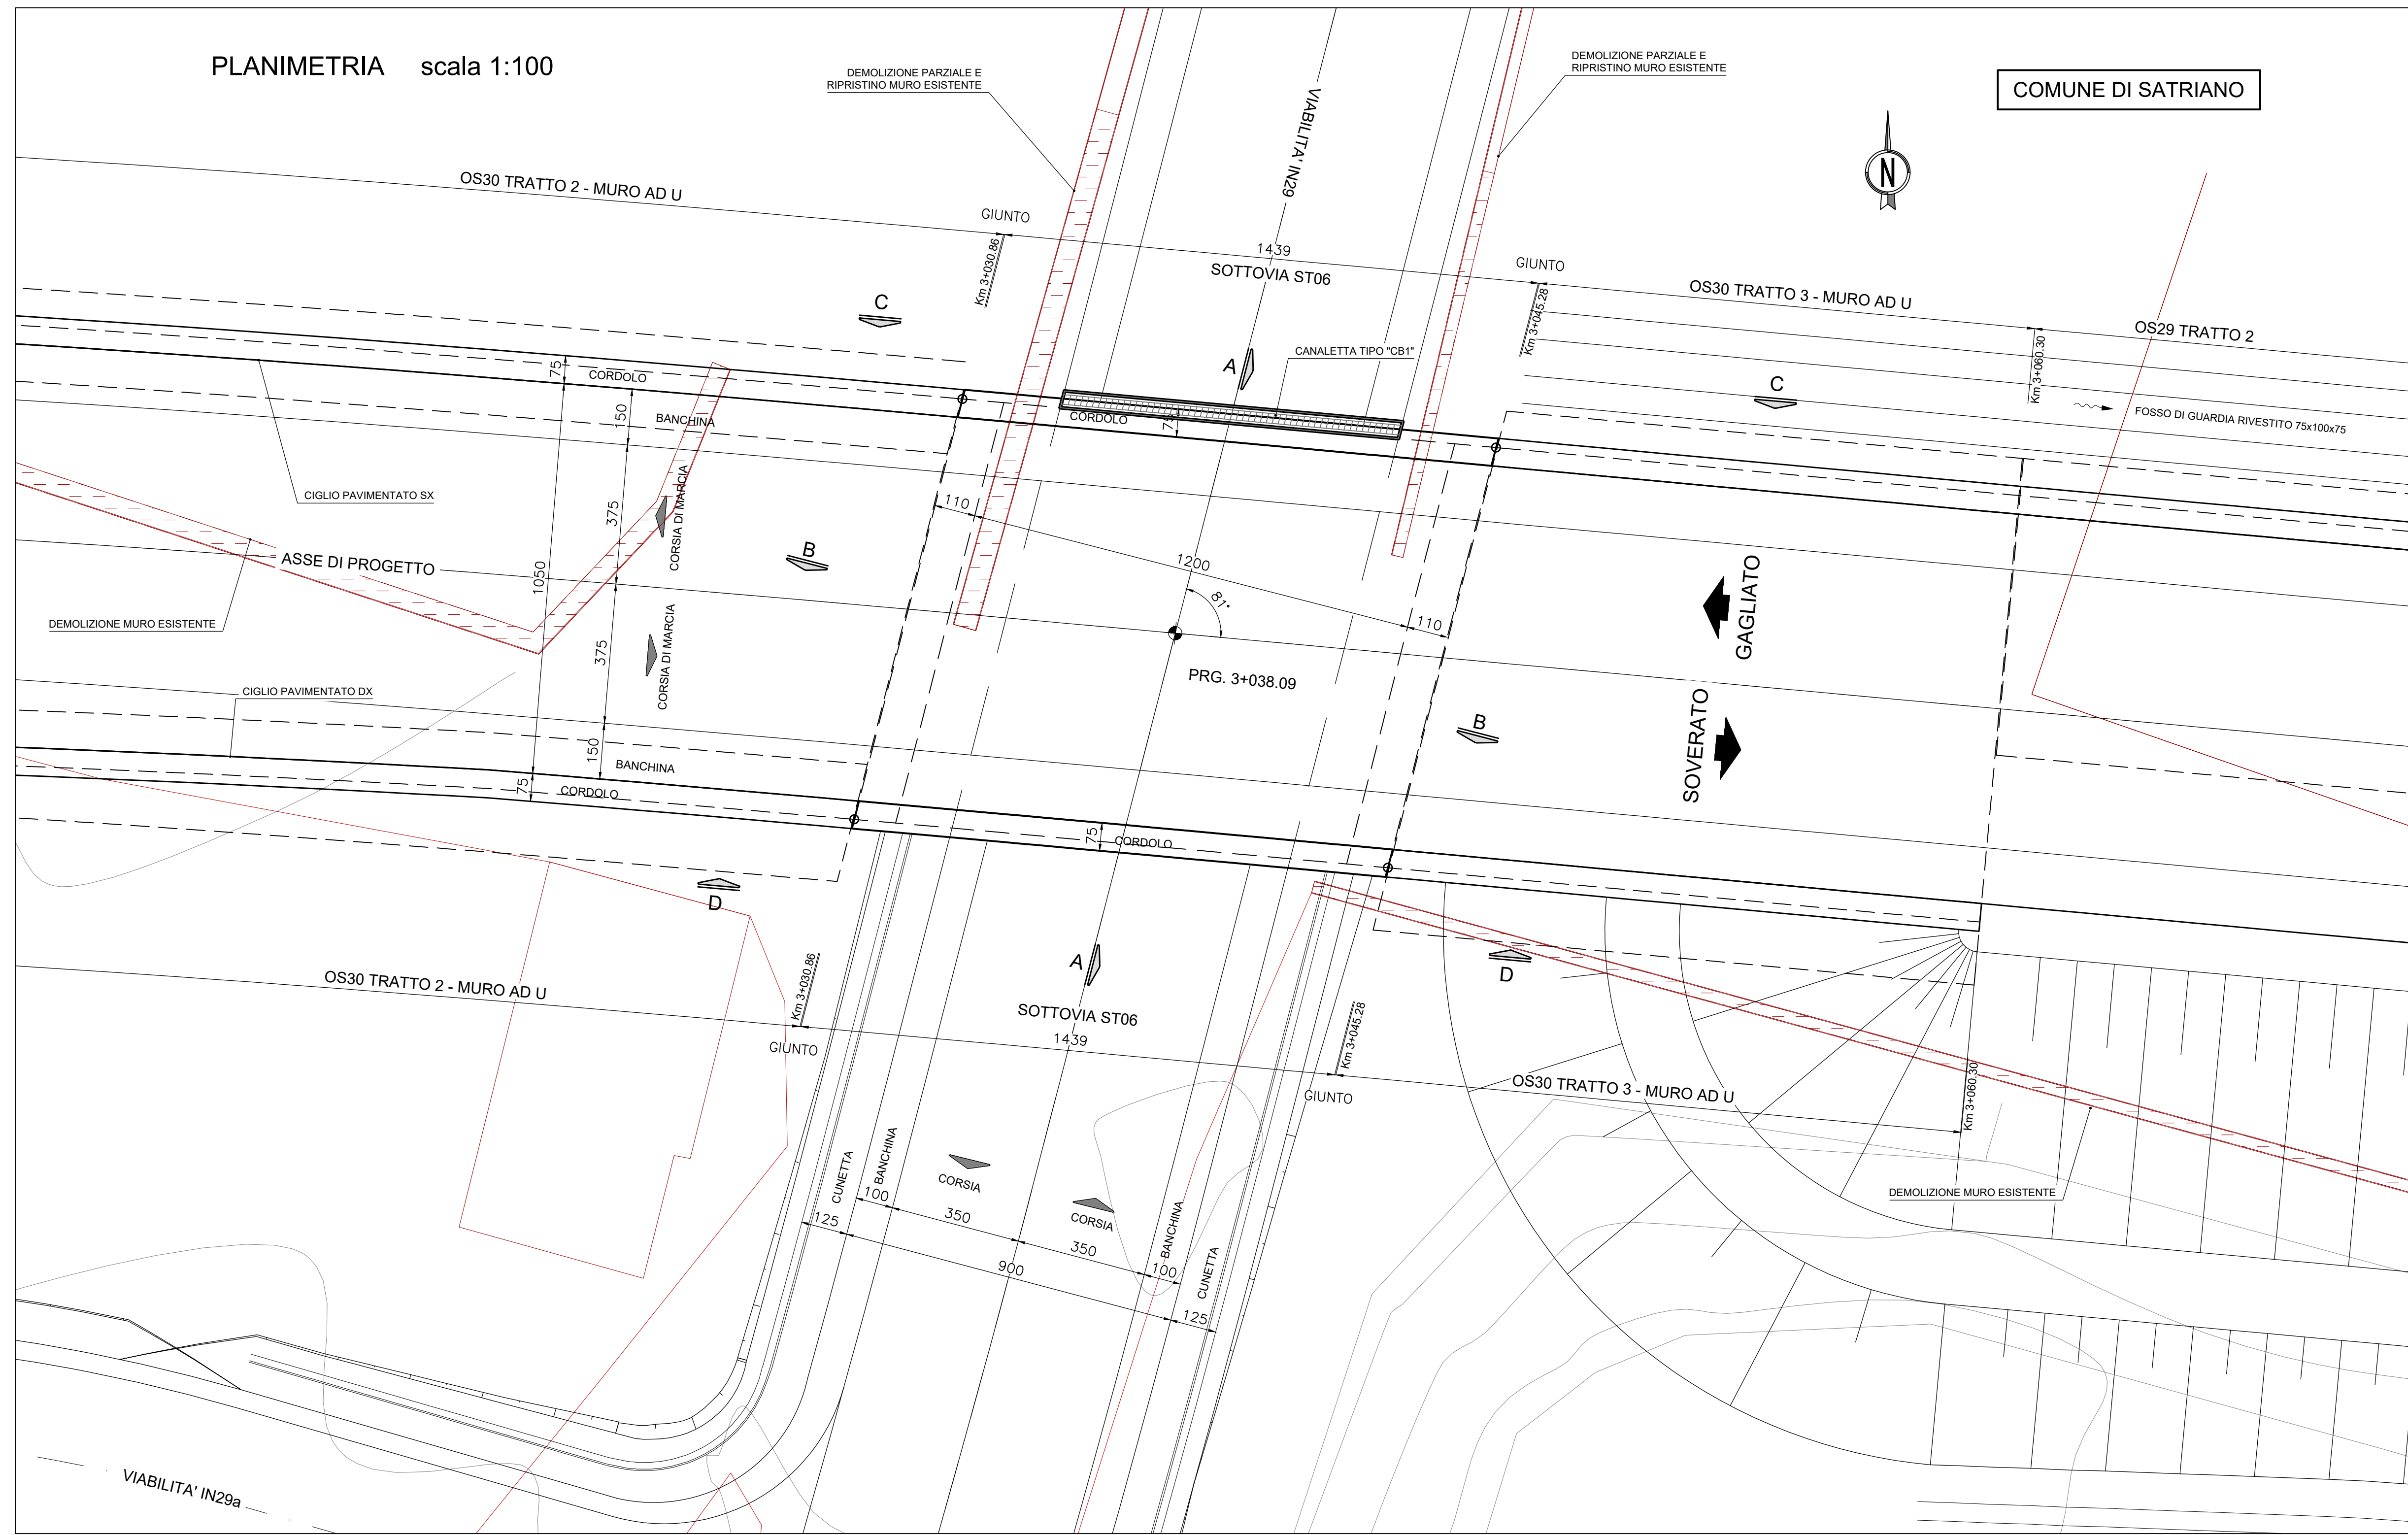 PLANIMETRIA scala 1:100
DEMOLIZIONE PARZIALE E
RIPRISTINO MURO ESISTENTE
DEMOLIZIONE PARZIALE E
RIPRISTINO MURO ESISTENTE
COMUNE DI SATRIANO
N
VIABILITA' IN29
OS30 TRATTO 2 - MURO AD U
GIUNTO
Km 3+030.86
1439
SOTTOVIA ST06
GIUNTO
Km 3+045.28
OS30 TRATTO 3 - MURO AD U
OS29 TRATTO 2
Km 3+060.30
C
A
CANALETTA TIPO "CB1"
C
FOSSO DI GUARDIA RIVESTITO 75x100x75
75
CORDOLO
150
BANCHINA
CORDOLO
75
CIGLIO PAVIMENTATO SX
375
CORSIA DI MARCIA
110
1200
81°
110
ASSE DI PROGETTO
1050
B
DEMOLIZIONE MURO ESISTENTE
375
CORSIA DI MARCIA
GAGLIATO
PRG. 3+038.09
CIGLIO PAVIMENTATO DX
B
SOVERATO
150
BANCHINA
75
CORDOLO
75
CORDOLO
D
A
D
OS30 TRATTO 2 - MURO AD U
Km 3+030.86
GIUNTO
SOTTOVIA ST06
1439
Km 3+045.28
GIUNTO
OS30 TRATTO 3 - MURO AD U
Km 3+060.30
CUNETTA
BANCHINA
CORSIA
CORSIA
BANCHINA
CUNETTA
100
350
350
100
125
900
125
DEMOLIZIONE MURO ESISTENTE
VIABILITA' IN29a